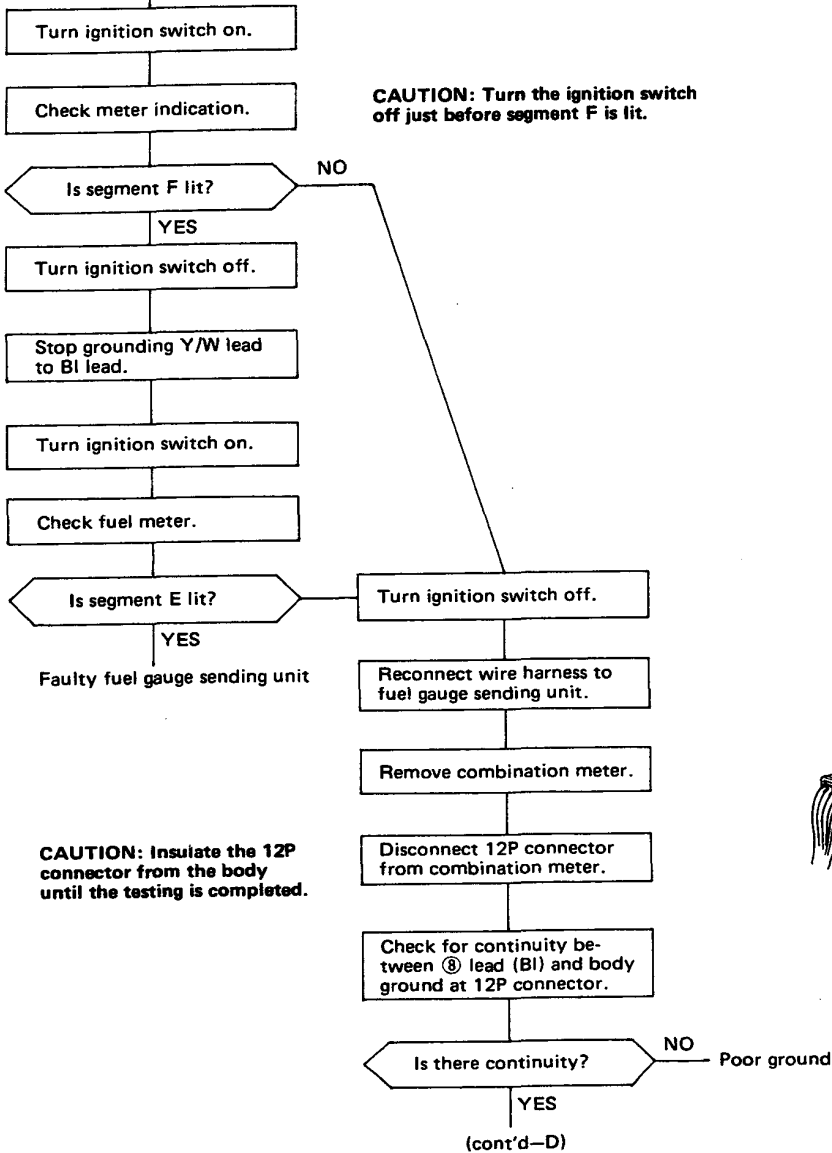 Turn ignition switch on.
Check meter indication.
CAUTION: Turn the ignition switch
off just before segment F is lit.
Is segment F lit?
NO
YES
Turn ignition switch off.
Stop grounding Y/W lead
to Bl lead.
Turn ignition switch on.
Check fuel meter.
Is segment E lit?
YES
Faulty fuel gauge sending unit
Turn ignition switch off.
Reconnect wire harness to
fuel gauge sending unit.
Remove combination meter.
CAUTION: Insulate the 12P
connector from the body
until the testing is completed.
Disconnect 12P connector
from combination meter.
Check for continuity be-
tween ⑧ lead (Bl) and body
ground at 12P connector.
Is there continuity?
NO
Poor ground
YES
(cont'd—D)